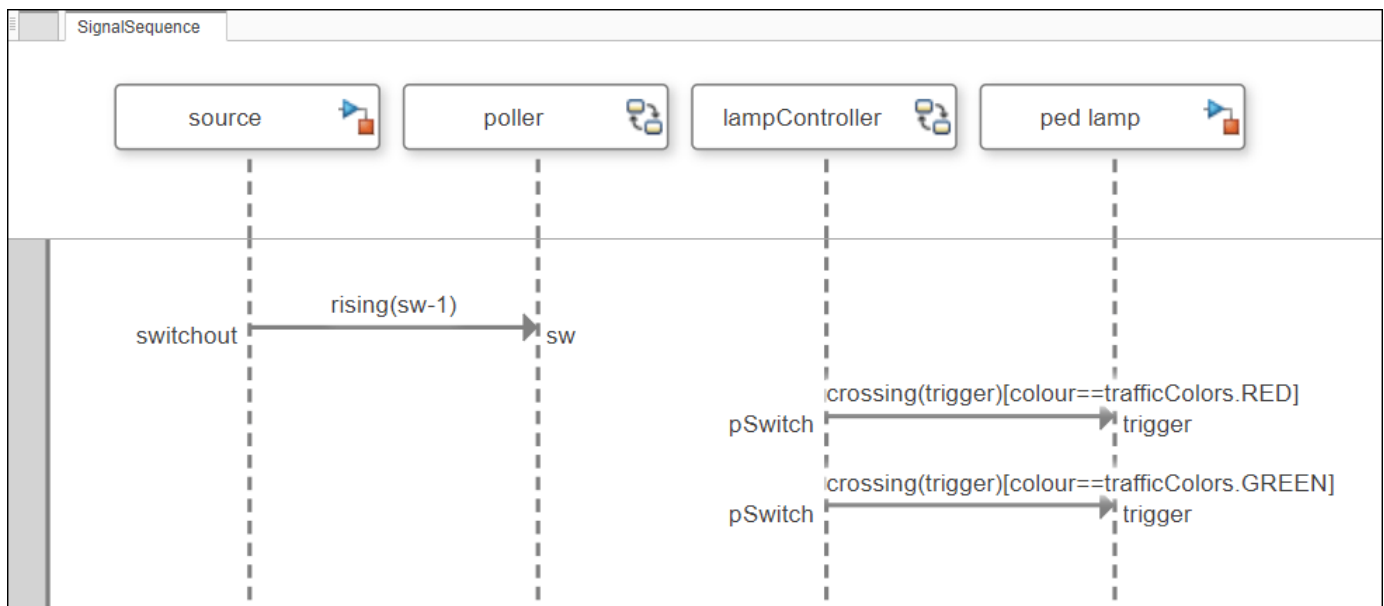 SignalSequence
source
poller
lampController
ped lamp
rising(sw-1)
switchout
sw
crossing(trigger)[colour==trafficColors.RED]
pSwitch
trigger
crossing(trigger)[colour==trafficColors.GREEN]
pSwitch
trigger